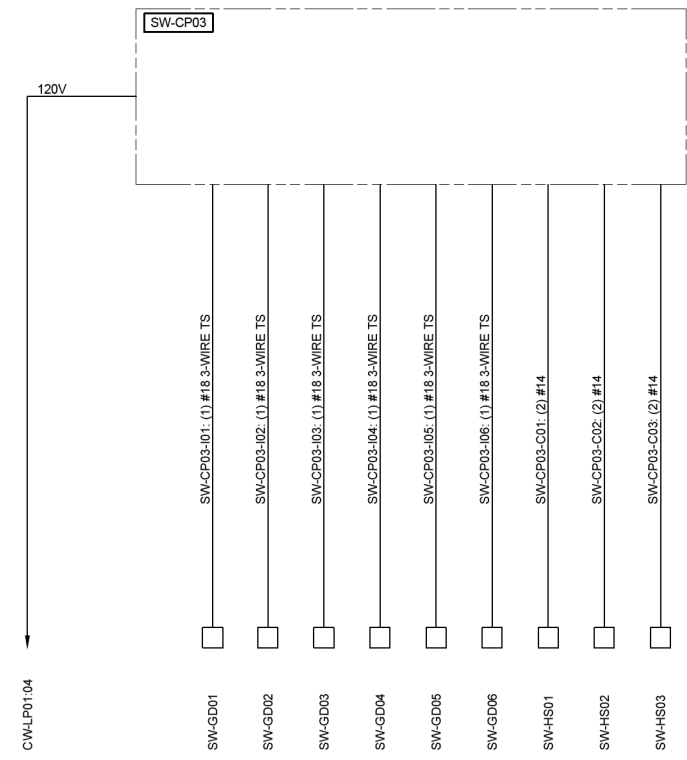 SW-CP03
120V
SW-CP03-I01: (1) #18 3-WIRE TS
SW-CP03-I02: (1) #18 3-WIRE TS
SW-CP03-I03: (1) #18 3-WIRE TS
SW-CP03-I04: (1) #18 3-WIRE TS
SW-CP03-I05: (1) #18 3-WIRE TS
SW-CP03-I06: (1) #18 3-WIRE TS
SW-CP03-C01: (2) #14
SW-CP03-C02: (2) #14
SW-CP03-C03: (2) #14
CW-LP01:04
SW-GD01
SW-GD02
SW-GD03
SW-GD04
SW-GD05
SW-GD06
SW-HS01
SW-HS02
SW-HS03